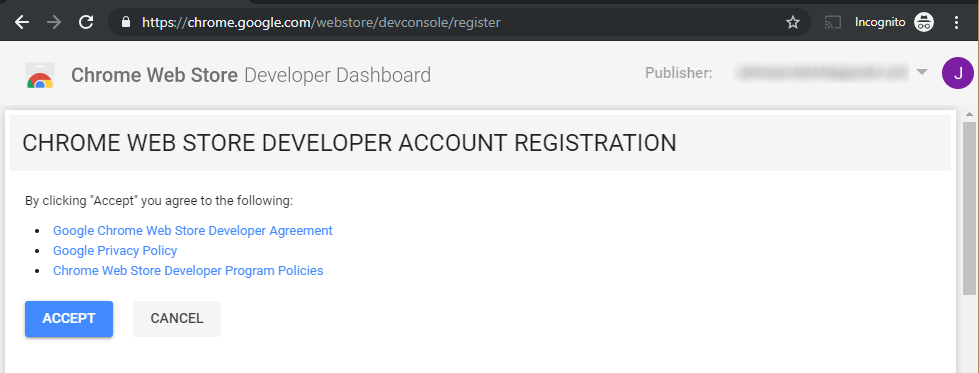 https://chrome.google.com/webstore/devconsole/register
Incognito
Chrome Web Store Developer Dashboard
Publisher:
J
CHROME WEB STORE DEVELOPER ACCOUNT REGISTRATION
By clicking "Accept" you agree to the following:
Google Chrome Web Store Developer Agreement
Google Privacy Policy
Chrome Web Store Developer Program Policies
ACCEPT
CANCEL